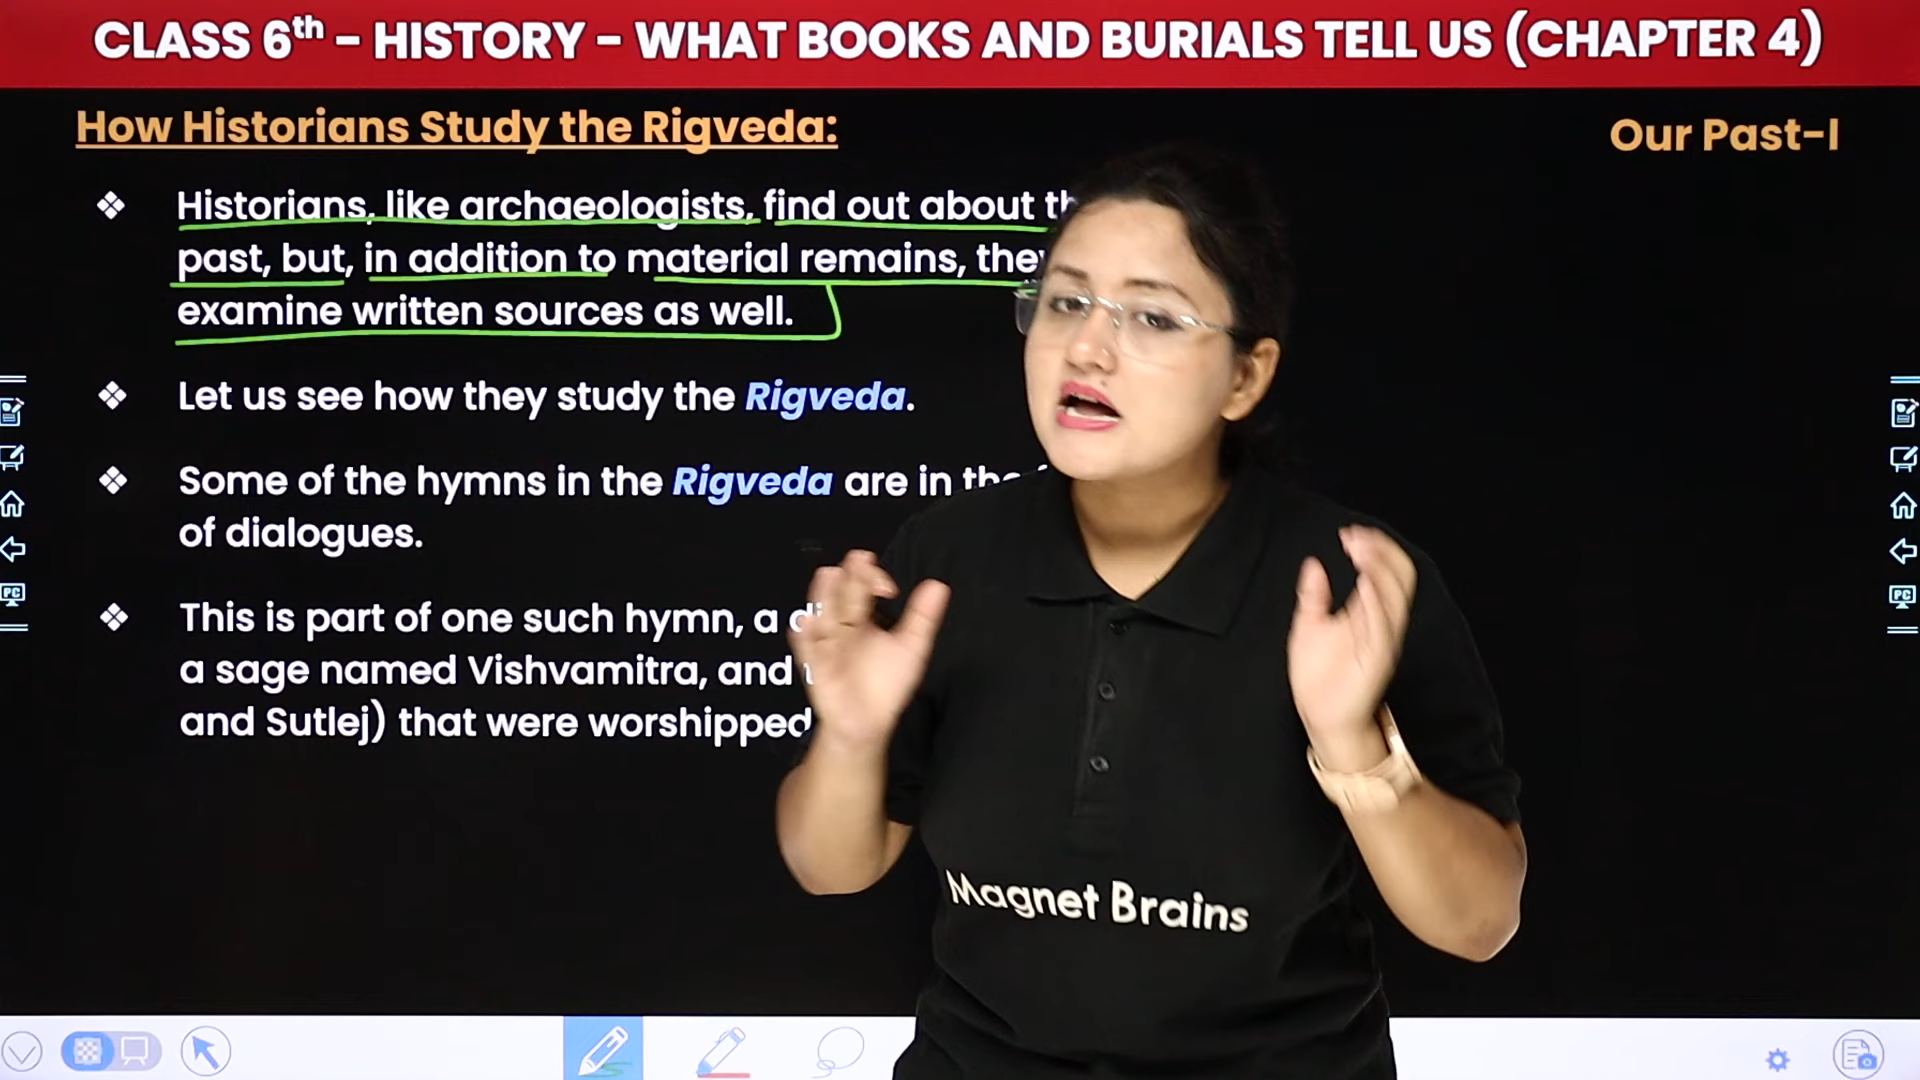 CLASS 6th - HISTORY - WHAT BOOKS AND BURIALS TELL US (CHAPTER 4)
How Historians Study the Rigveda:
Our Past-I
❖ Historians, like archaeologists, find out about
past, but, in addition to material remains, they
examine written sources as well.
❖ Let us see how they study the Rigveda.
❖ Some of the hymns in the Rigveda are in the
of dialogues.
❖ This is part of one such hymn, a
a sage named Vishvamitra, and
and Sutlej) that were worshipped
Magnet Brains
PC
PC